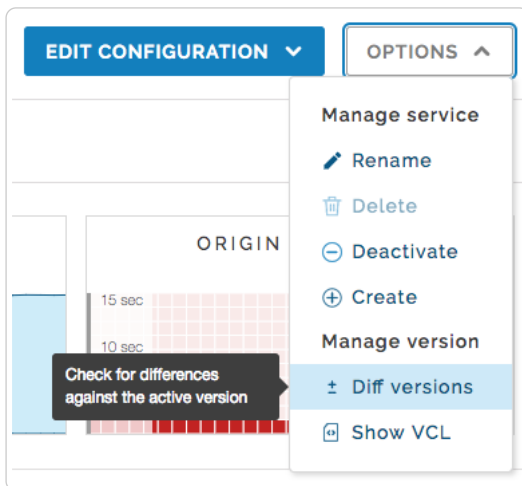 EDIT CONFIGURATION
OPTIONS
Manage service
Rename
Delete
ORIGIN
Deactivate
15 sec
Create
10 sec
Manage version
Check for differences
against the active version
± Diff versions
Show VCL